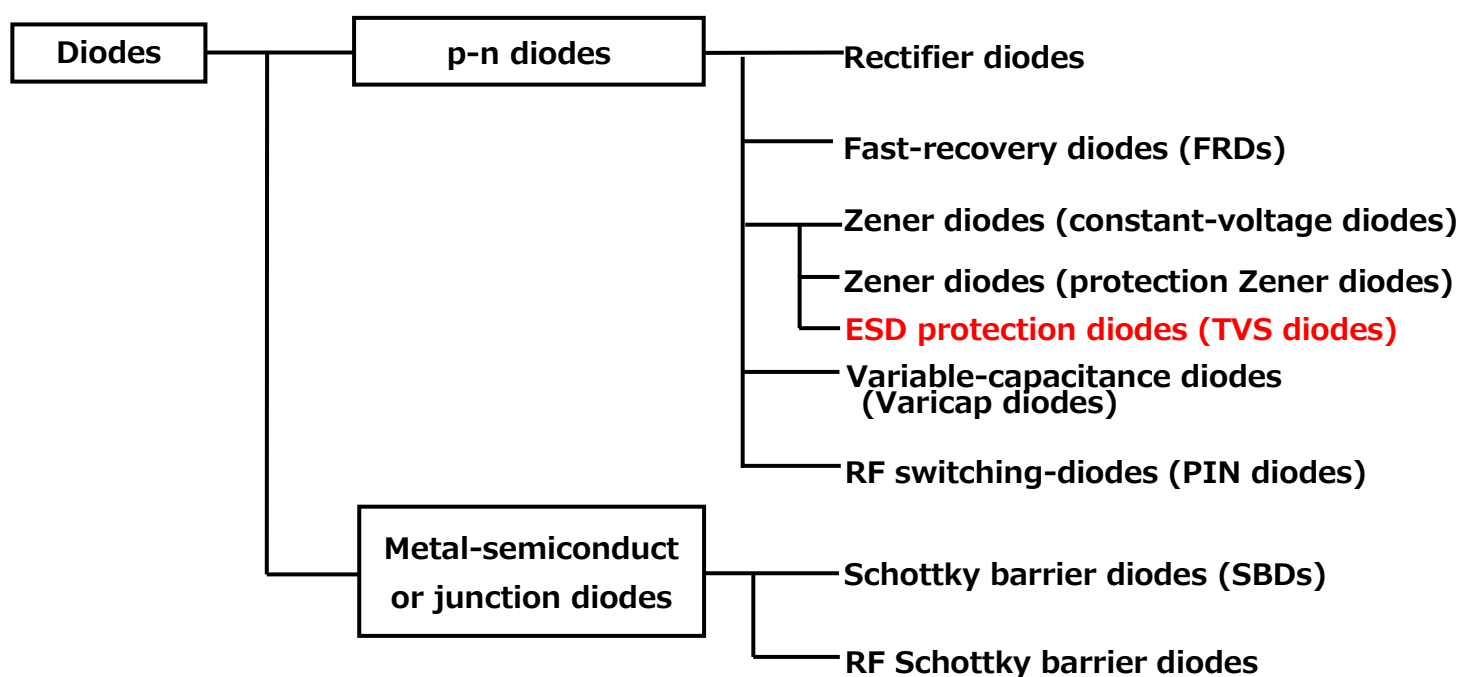 Diodes
p-n diodes
Rectifier diodes
Fast-recovery diodes (FRDs)
Zener diodes (constant-voltage diodes)
Zener diodes (protection Zener diodes)
ESD protection diodes (TVS diodes)
Variable-capacitance diodes
(Varicap diodes)
RF switching-diodes (PIN diodes)
Metal-semiconduct
or junction diodes
Schottky barrier diodes (SBDs)
RF Schottky barrier diodes